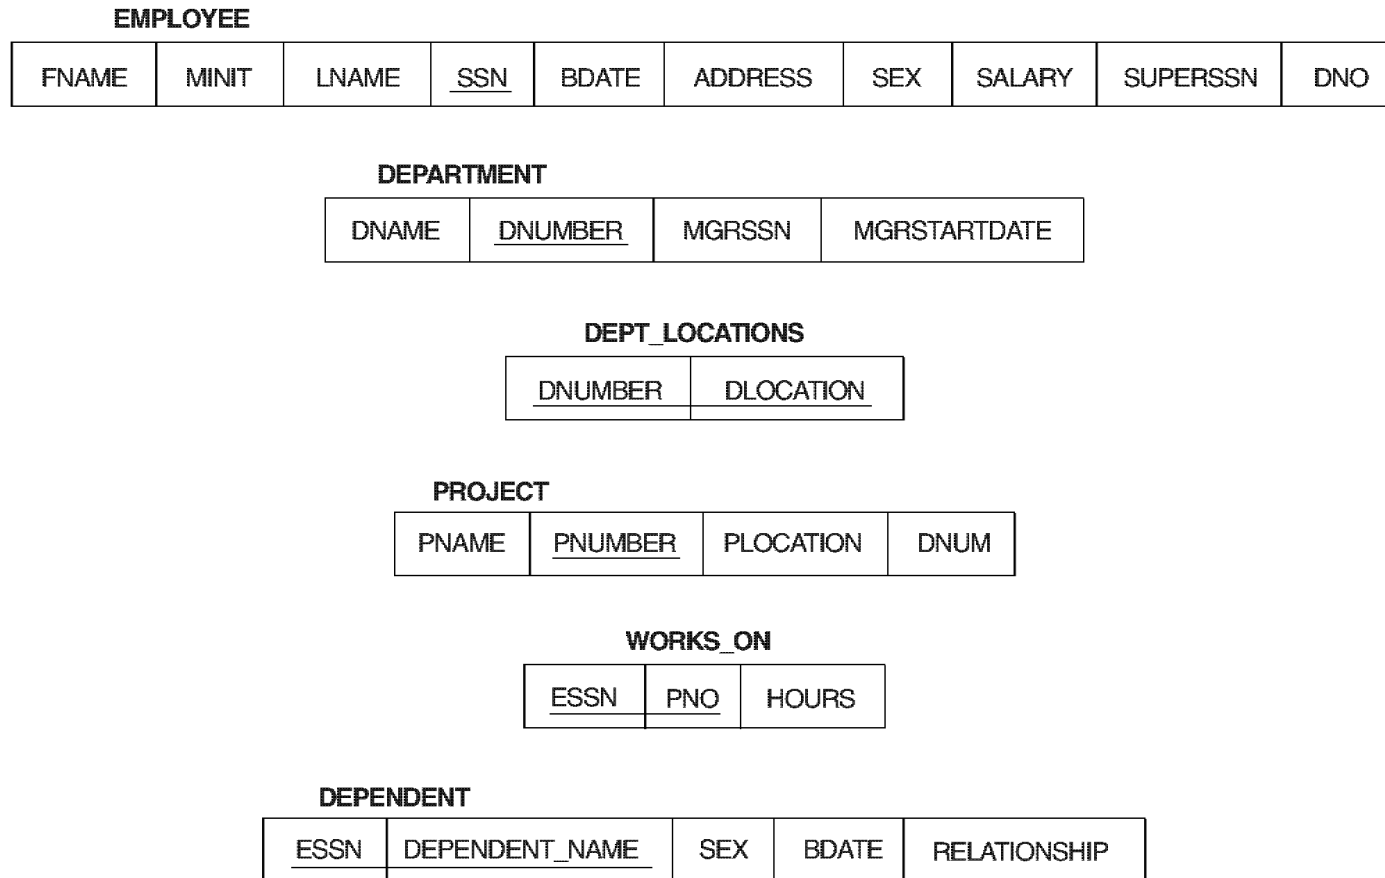 EMPLOYEE
FNAME MINIT LNAME SSN BDATE ADDRESS SEX SALARY SUPERSSN DNO
DEPARTMENT
DNAME DNUMBER MGRSSN MGRSTARTDATE
DEPT_LOCATIONS
DNUMBER DLOCATION
PROJECT
PNAME PNUMBER PLOCATION DNUM
WORKS_ON
ESSN PNO HOURS
DEPENDENT
ESSN DEPENDENT_NAME SEX BDATE RELATIONSHIP